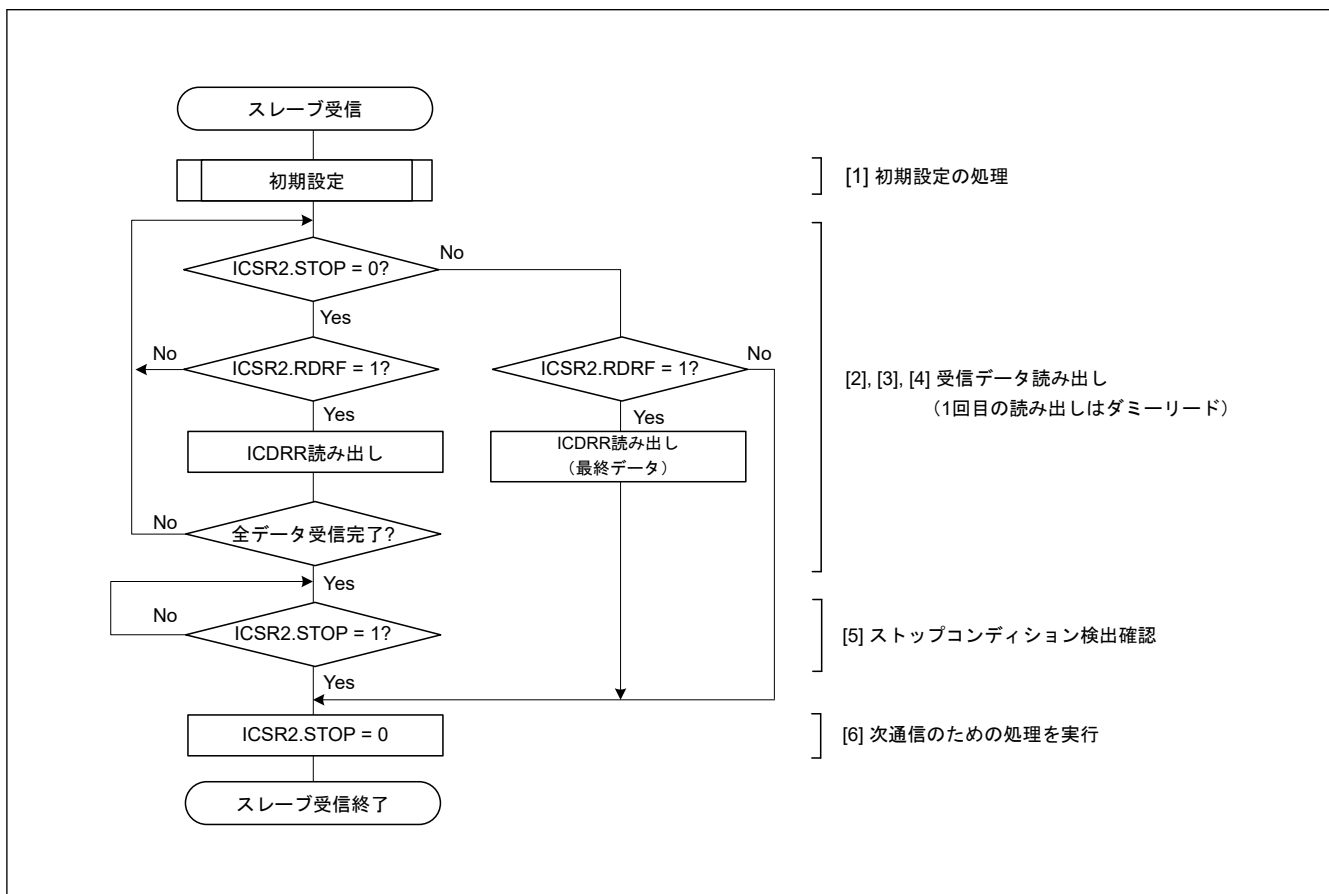 スレーブ受信
初期設定
[1] 初期設定の処理
ICSR2.STOP = 0?
No
Yes
No
ICSR2.RDRF = 1?
Yes
ICSR2.RDRF = 1?
No
Yes
[2], [3], [4] 受信データ読み出し
（1回目の読み出しはダミーリード）
ICDRR読み出し
ICDRR読み出し
（最終データ）
No
全データ受信完了?
Yes
No
ICSR2.STOP = 1?
Yes
[5] ストップコンディション検出確認
ICSR2.STOP = 0
[6] 次通信のための処理を実行
スレーブ受信終了